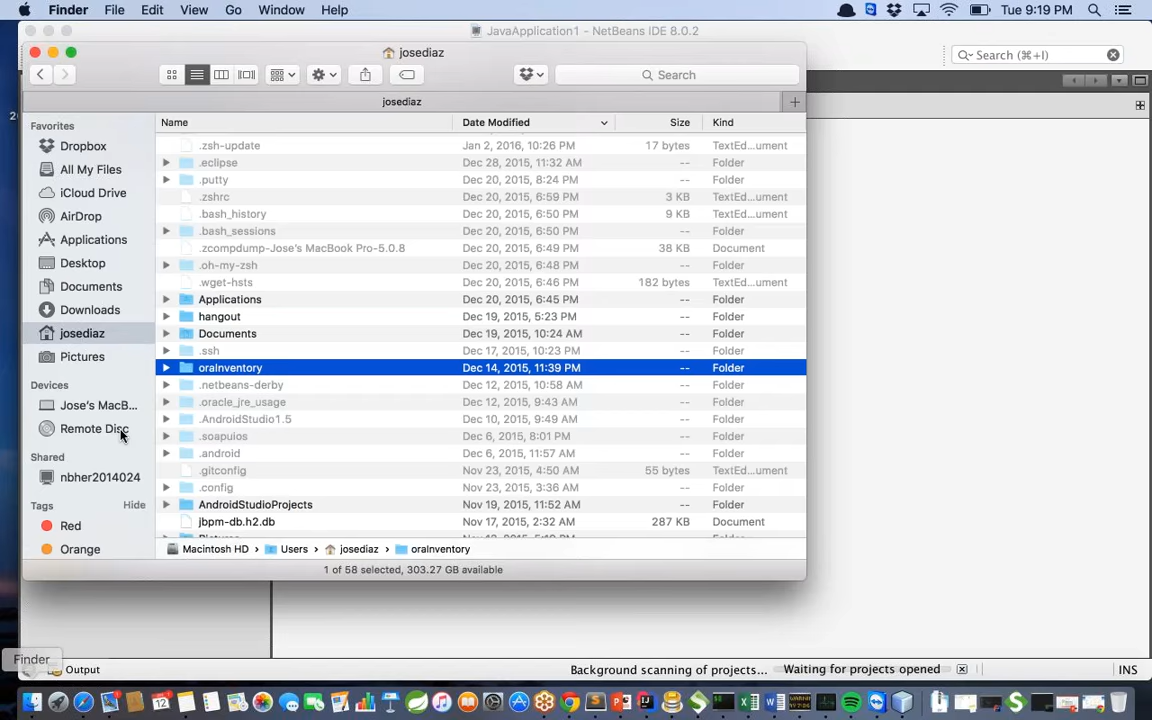 Finder File Edit View Go Window Help Tue 9:19 PM
JavaApplication1 - NetBeans IDE 8.0.2
josediaz
Search (⌘+I)
Search
josediaz
Favorites
Dropbox
All My Files
iCloud Drive
AirDrop
Applications
Desktop
Documents
Downloads
josediaz
Pictures
Devices
Jose's MacB...
Remote Disc
Shared
nbher2014024
Tags Hide
Red
Orange
Name Date Modified Size Kind
.zsh-update Jan 2, 2016, 10:26 PM 17 bytes TextEd...ument
.eclipse Dec 28, 2015, 11:32 AM -- Folder
.putty Dec 20, 2015, 8:24 PM -- Folder
.zshrc Dec 20, 2015, 6:59 PM 3 KB TextEd...ument
.bash_history Dec 20, 2015, 6:50 PM 9 KB TextEd...ument
.bash_sessions Dec 20, 2015, 6:50 PM -- Folder
.zcompdump-Jose's MacBook Pro-5.0.8 Dec 20, 2015, 6:49 PM 38 KB Document
.oh-my-zsh Dec 20, 2015, 6:48 PM -- Folder
.wget-hsts Dec 20, 2015, 6:46 PM 182 bytes TextEd...ument
Applications Dec 20, 2015, 6:45 PM -- Folder
hangout Dec 19, 2015, 5:23 PM -- Folder
Documents Dec 19, 2015, 10:24 AM -- Folder
.ssh Dec 17, 2015, 10:23 PM -- Folder
oraInventory Dec 14, 2015, 11:39 PM -- Folder
.netbeans-derby Dec 12, 2015, 10:58 AM -- Folder
.oracle_jre_usage Dec 12, 2015, 9:43 AM -- Folder
.AndroidStudio1.5 Dec 10, 2015, 9:49 AM -- Folder
.soapuios Dec 6, 2015, 8:01 PM -- Folder
.android Dec 6, 2015, 11:57 AM -- Folder
.gitconfig Nov 23, 2015, 4:50 AM 55 bytes TextEd...ument
.config Nov 23, 2015, 3:36 AM -- Folder
AndroidStudioProjects Nov 19, 2015, 11:52 AM -- Folder
jbpm-db.h2.db Nov 17, 2015, 2:32 AM 287 KB Document
Macintosh HD › Users › josediaz › oraInventory
1 of 58 selected, 303.27 GB available
Finder
Output Background scanning of projects... Waiting for projects opened INS